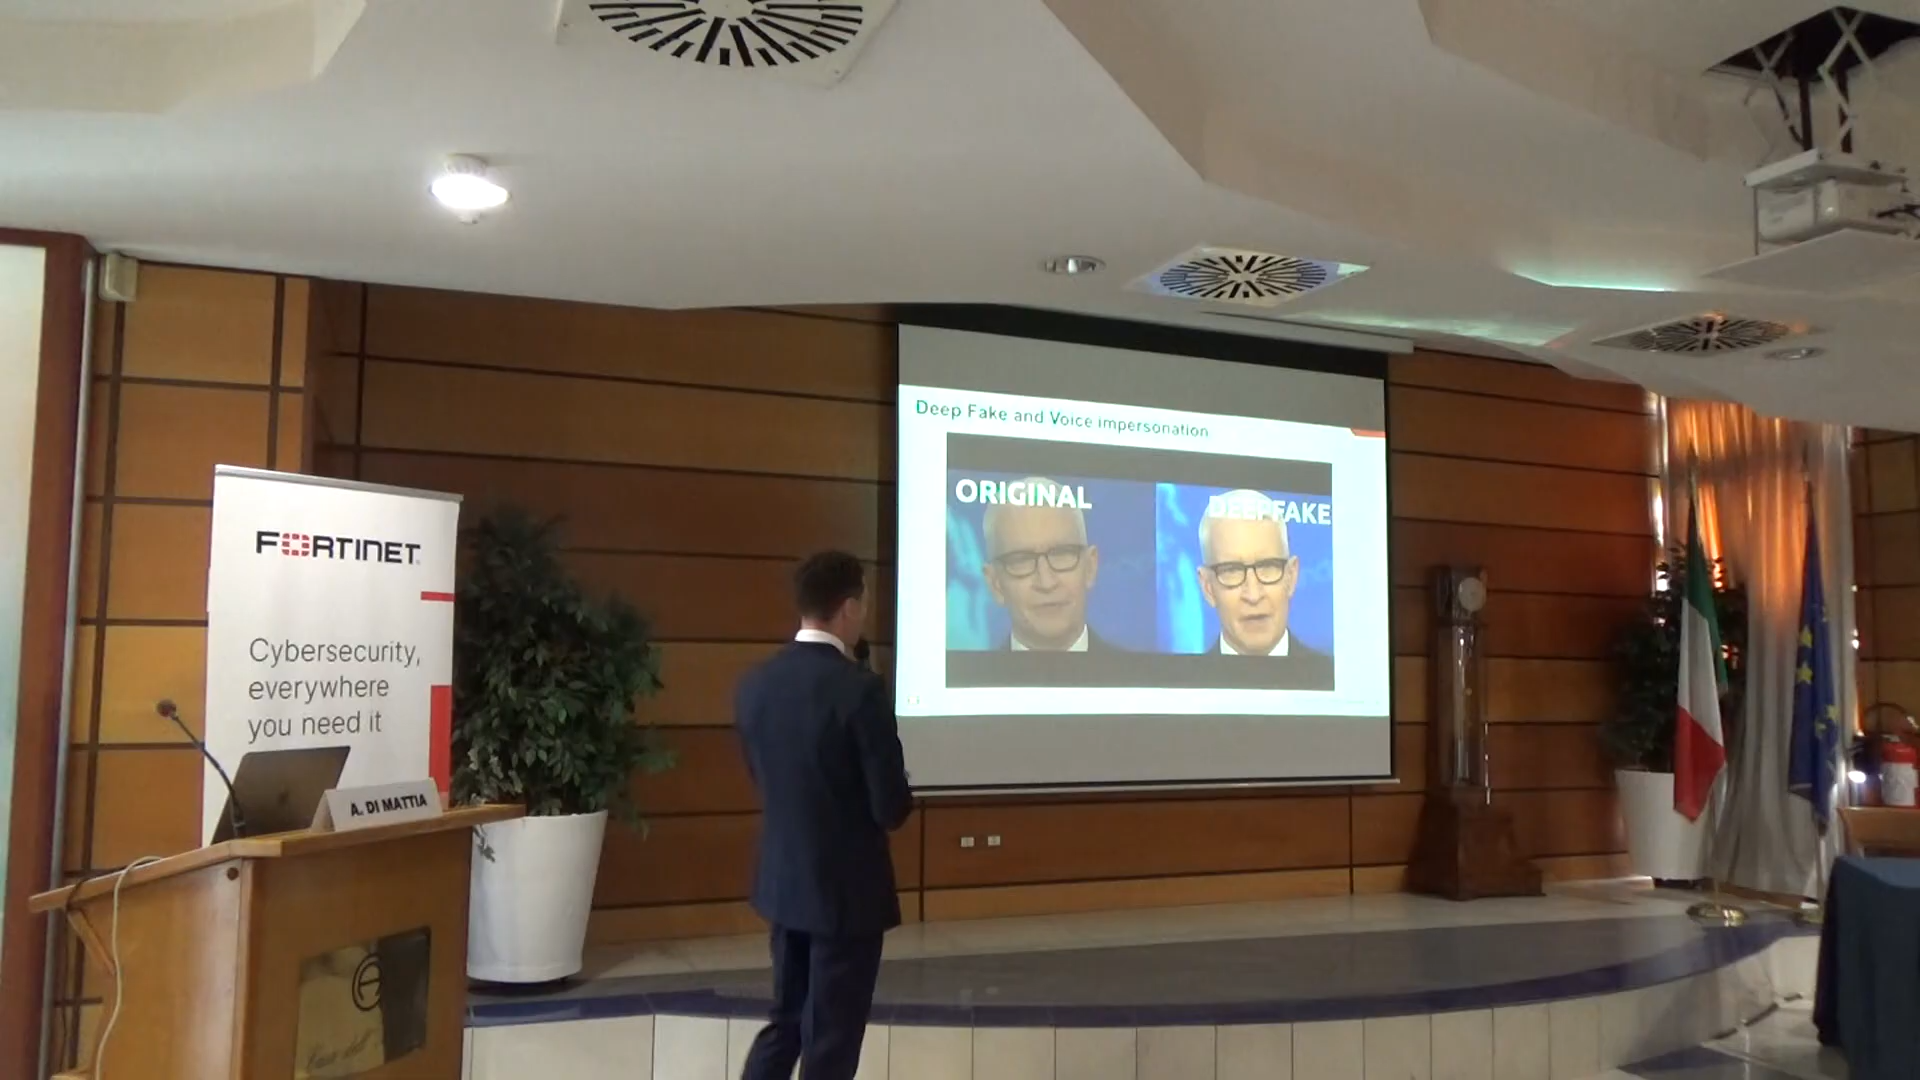 Deep Fake and Voice impersonation
ORIGINAL
DEEPFAKE
FORTINET
Cybersecurity,
everywhere
you need it
A. DI MATTIA